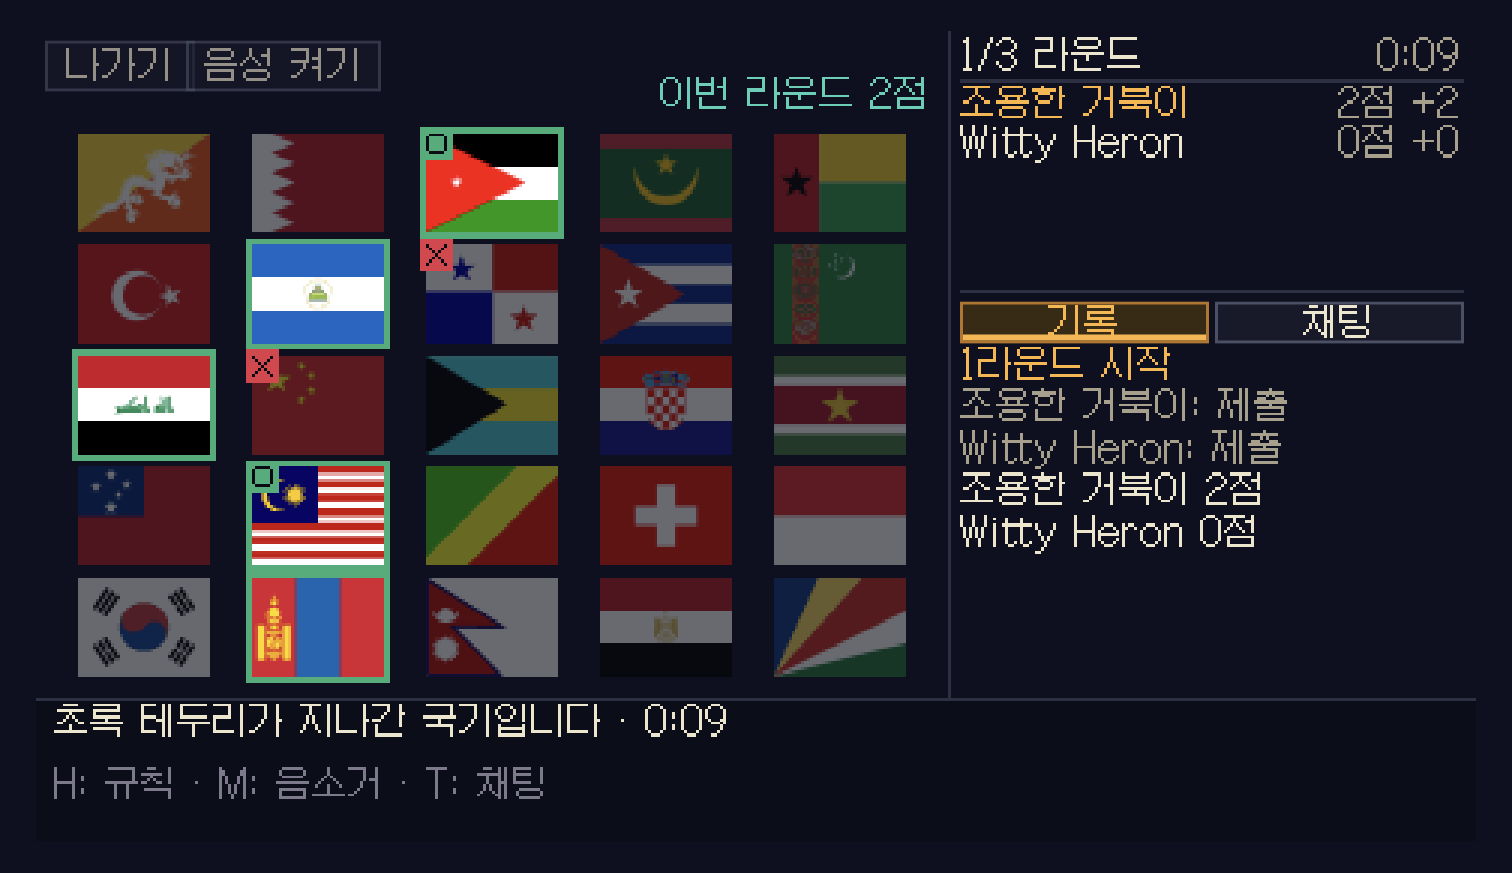 나가기 음성 켜기
이번 라운드 2점
1/3 라운드 0:09
조용한 거북이 2점 +2
Witty Heron 0점 +0
기록 채팅
1라운드 시작
조용한 거북이: 제출
Witty Heron: 제출
조용한 거북이 2점
Witty Heron 0점
초록 테두리가 지나간 국기입니다 · 0:09
H: 규칙 · M: 음소거 · T: 채팅